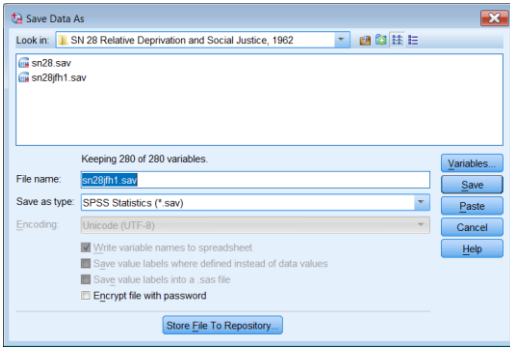 Save Data As
Look in: SN 28 Relative Deprivation and Social Justice, 1962
sn28.sav
sn28jfh1.sav
Keeping 280 of 280 variables.
Variables...
File name: sn28jfh1.sav
Save
Save as type: SPSS Statistics (*.sav)
Paste
Encoding: Unicode (UTF-8)
Cancel
Write variable names to spreadsheet
Help
Save value labels where defined instead of data values
Save value labels into a .sas file
Encrypt file with password
Store File To Repository...